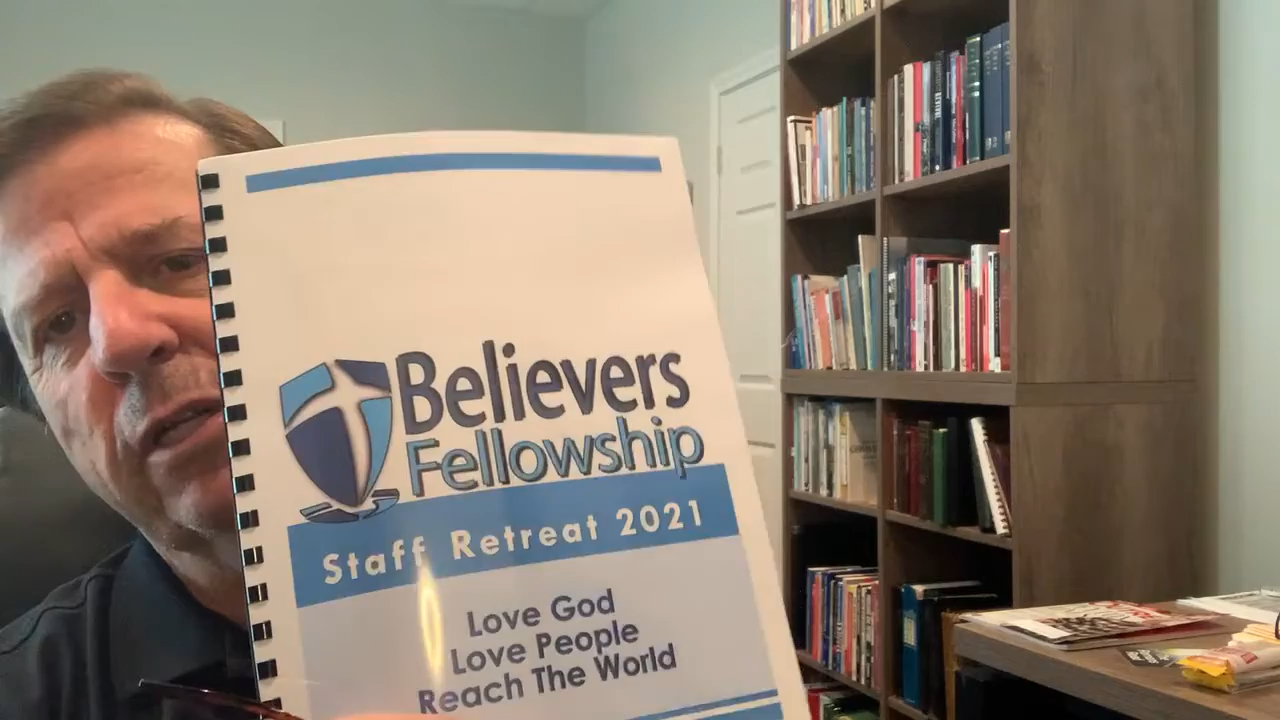 Believers
Fellowship
Staff Retreat 2021
Love God
Love People
Reach The World